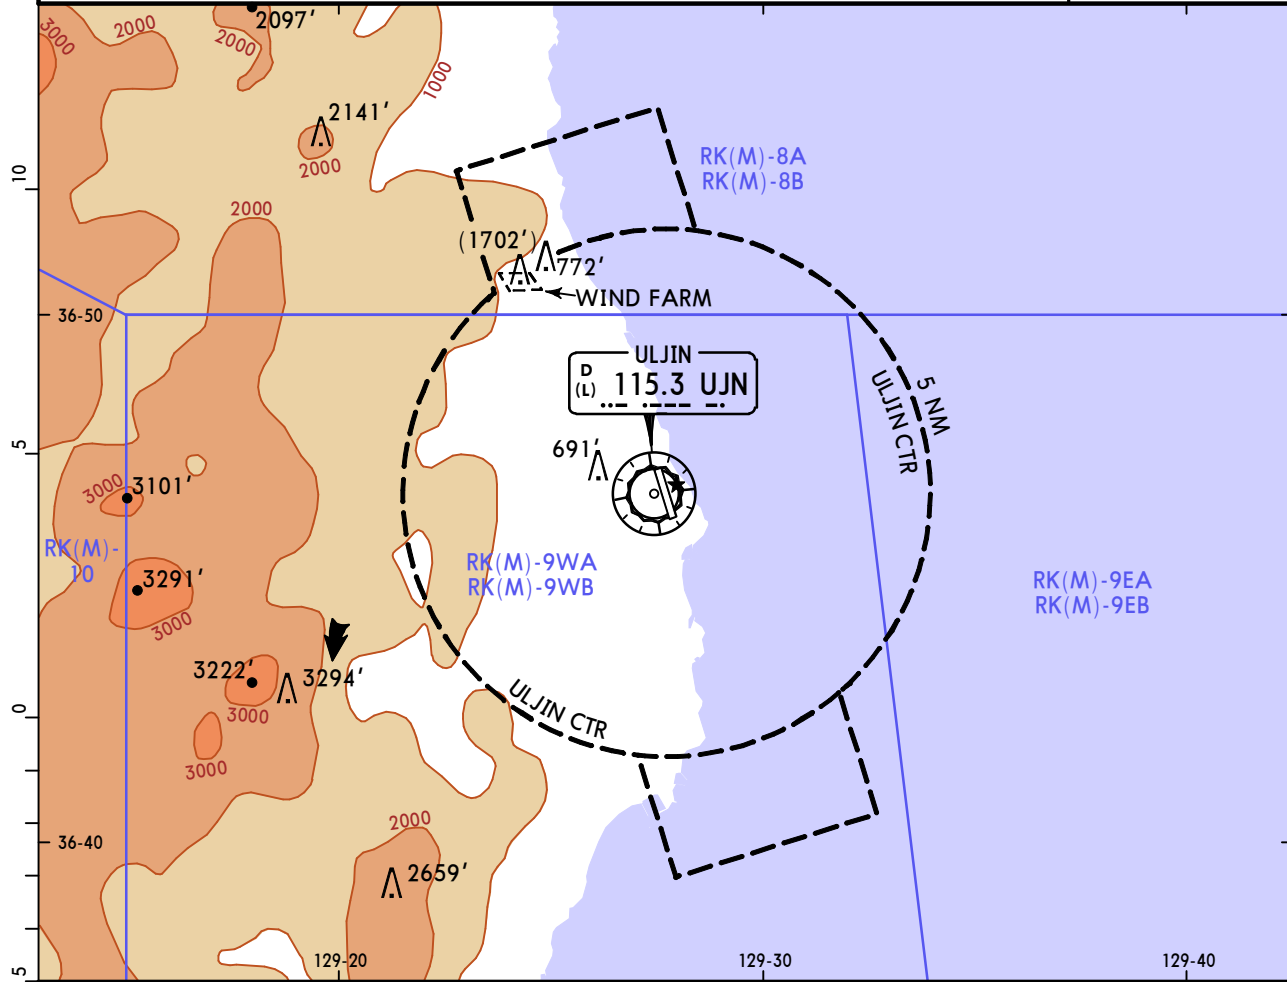 3000
2000
2097′
2000
1000
2141′
2000
RK(M)-8A
RK(M)-8B
10
2000
(1702′)
772′
WIND FARM
36-50
ULJIN
D
(L)
115.3 UJN
5 NM
ULJIN CTR
5
691′
3000
3101′
RK(M)-
10
3291′
3000
RK(M)-9WA
RK(M)-9WB
RK(M)-9EA
RK(M)-9EB
3222′
3294′
3000
ULJIN CTR
0
3000
2000
36-40
2659′
5
129-20
129-30
129-40